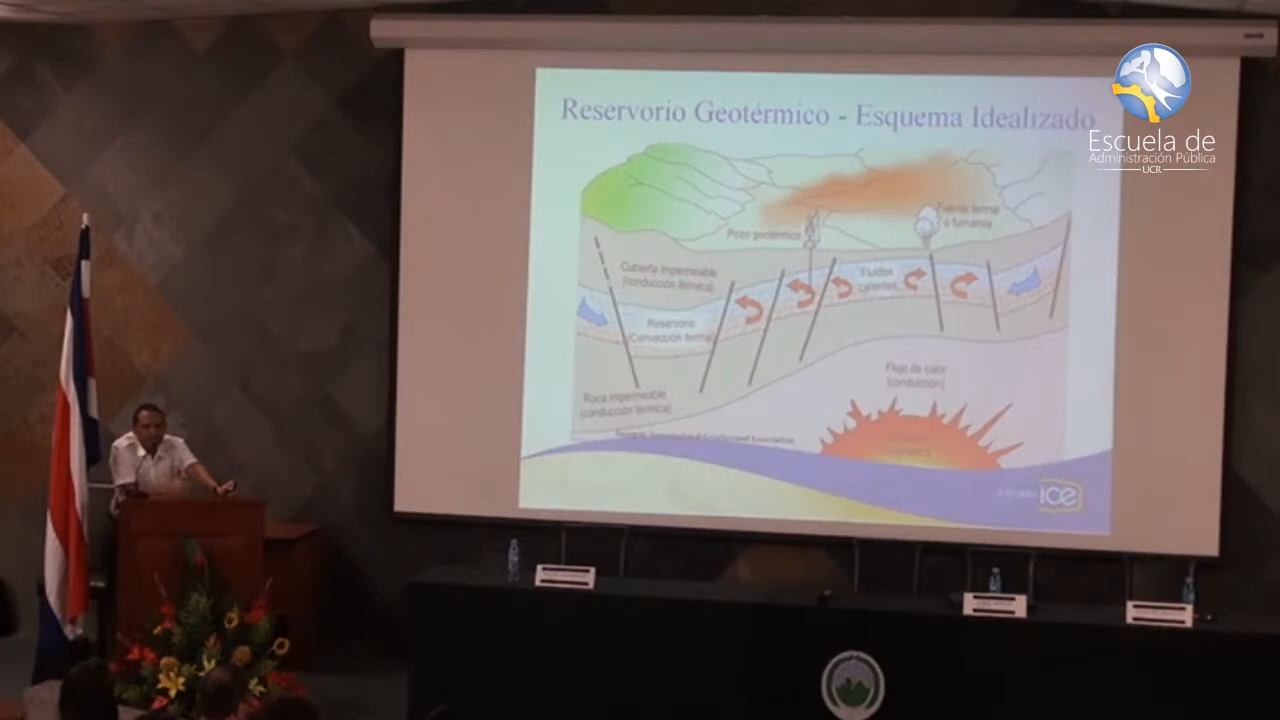 Reservorio Geotérmico - Esquema Idealizado
Escuela de
Administración Pública
UCR
Pozo geotérmico
Fuente termal
o fumarola
Cubierta impermeable
(conducción térmica)
Fluidos
calientes
Reservorio
(Convección termal)
Flujo de calor
(conducción)
Roca impermeable
(conducción térmica)
ice